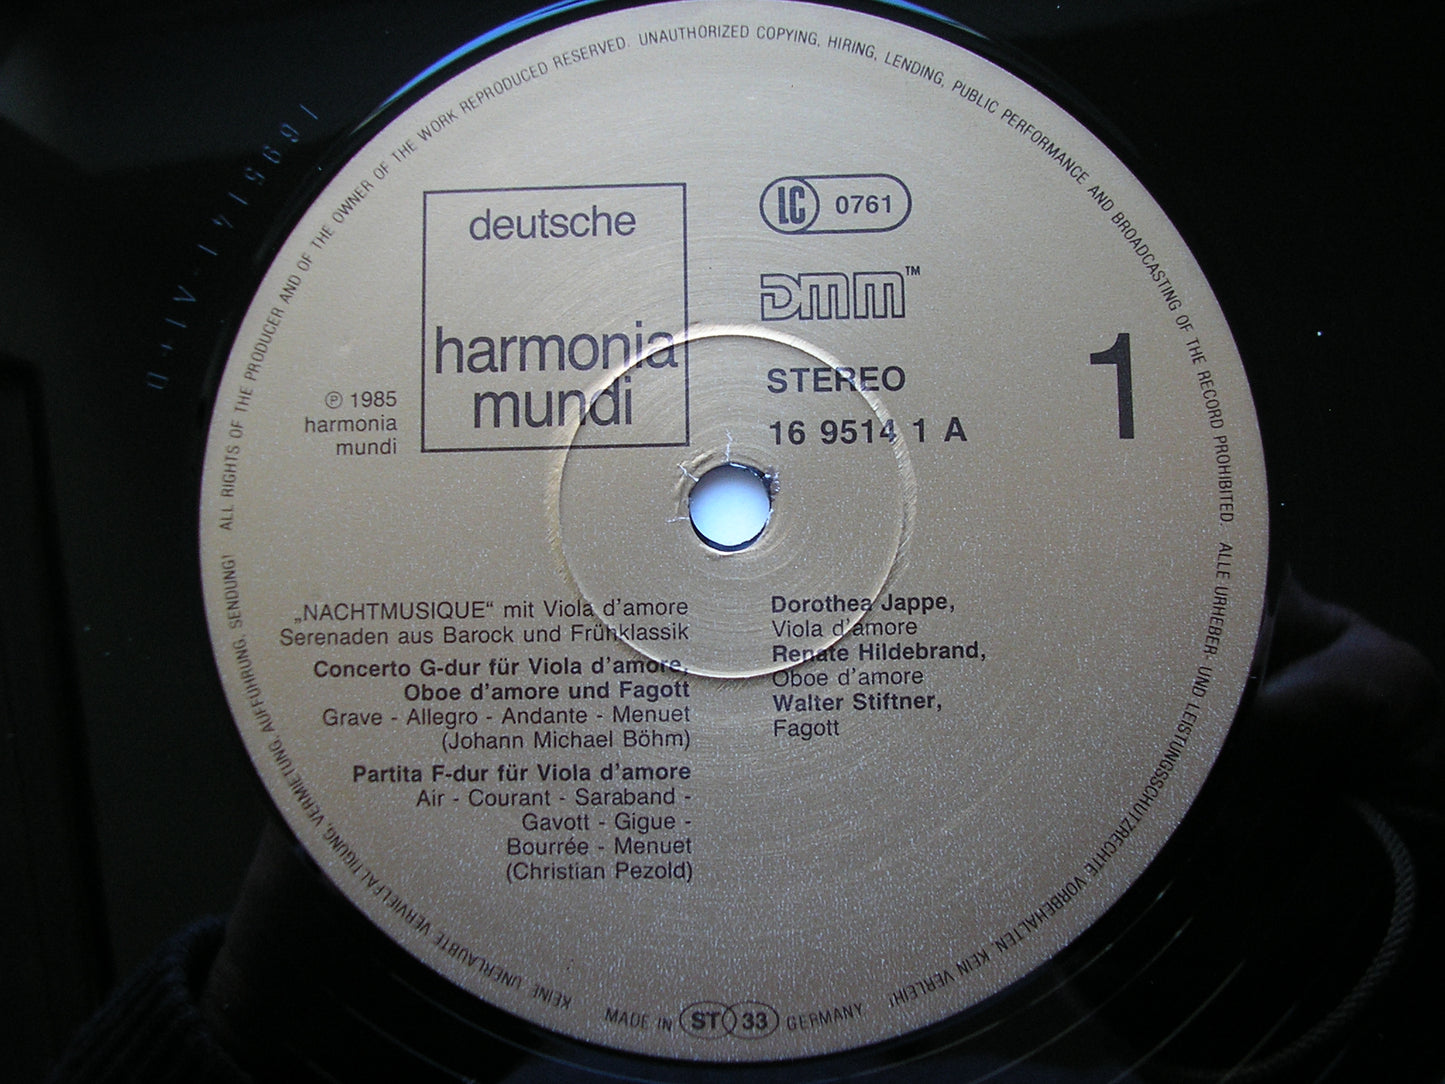 ALL RIGHTS OF THE PRODUCER AND OF THE OWNER OF THE WORK REPRODUCED RESERVED. UNAUTHORIZED COPYING, HIRING, LENDING, PUBLIC PERFORMANCE AND BROADCASTING OF THE RECORD PROHIBITED.
ALLE URHEBER- UND LEISTUNGSSCHUTZRECHTE VORBEHALTEN. KEIN VERLEIH!
KEINE UNERLAUBTE VERVIELFÄLTIGUNG, VERMIETUNG, AUFFÜHRUNG, SENDUNG!
deutsche
harmonia
mundi
LC 0761
DMM™
STEREO
16 9514 1 A
1
℗ 1985
harmonia
mundi
„NACHTMUSIQUE“ mit Viola d'amore
Serenaden aus Barock und Frühklassik
Concerto G-dur für Viola d'amore,
Oboe d'amore und Fagott
Grave - Allegro - Andante - Menuet
(Johann Michael Böhm)
Partita F-dur für Viola d'amore
Air - Courant - Saraband -
Gavott - Gigue -
Bourrée - Menuet
(Christian Pezold)
Dorothea Jappe,
Viola d'amore
Renate Hildebrand,
Oboe d'amore
Walter Stiftner,
Fagott
MADE IN ST 33 GERMANY